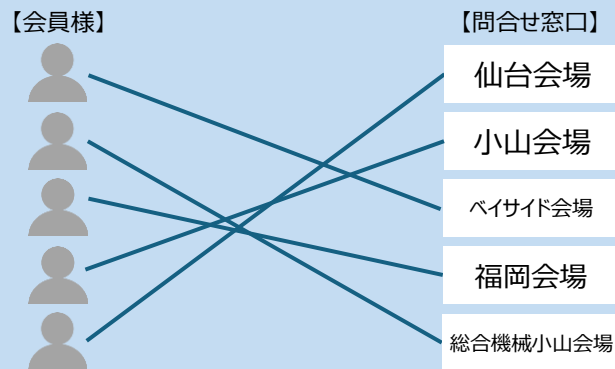 【会員様】
【問合せ窓口】
仙台会場
小山会場
ベイサイド会場
福岡会場
総合機械小山会場